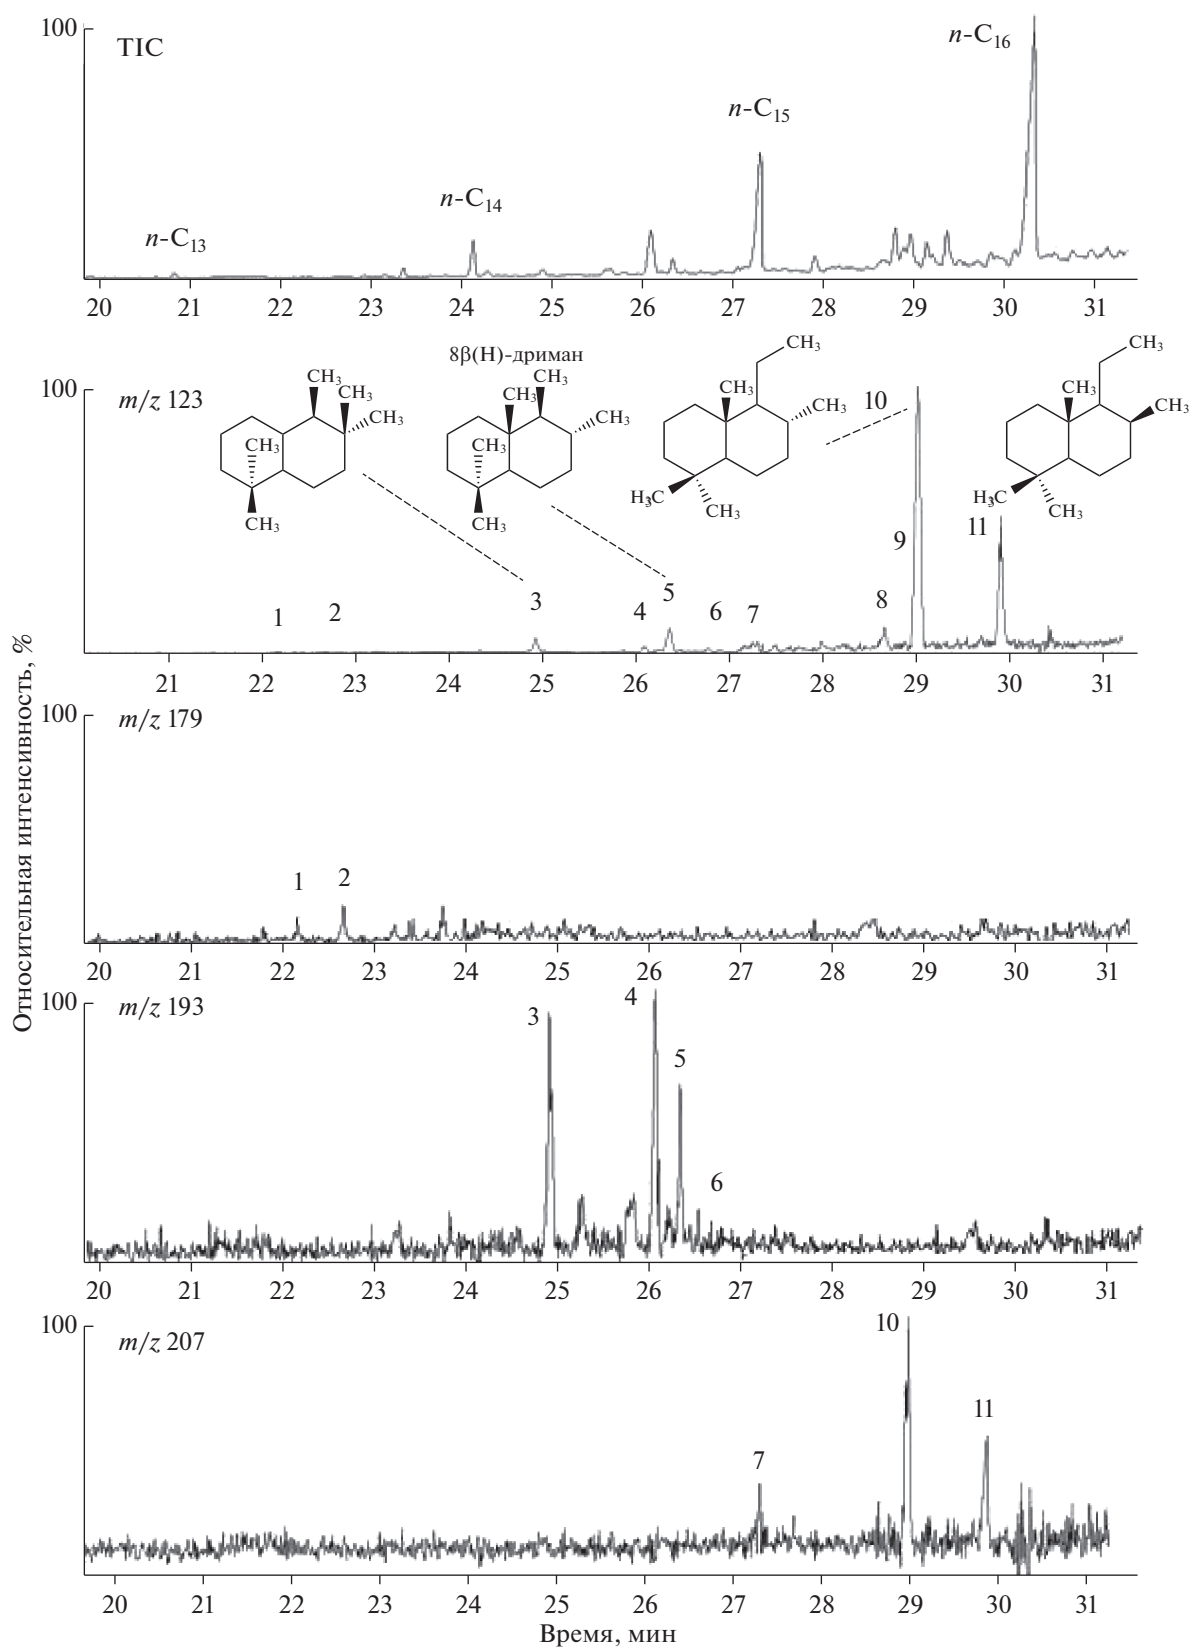 100
TIC
n-C16
n-C15
n-C14
n-C13
20 21 22 23 24 25 26 27 28 29 30 31
100
m/z 123
8β(H)-дриман
CH3
CH3
CH3
CH3
CH3
CH3
CH3
CH3
CH3
CH3
CH3
CH3
CH3
H3C
CH3
CH3
CH3
CH3
H3C
CH3
1 2 3 4 5 6 7 8 9 10 11
21 22 23 24 25 26 27 28 29 30 31
100
m/z 179
1 2
20 21 22 23 24 25 26 27 28 29 30 31
100
m/z 193
3 4 5 6
20 21 22 23 24 25 26 27 28 29 30 31
100
m/z 207
7 10 11
20 21 22 23 24 25 26 27 28 29 30 31
Время, мин
Относительная интенсивность, %